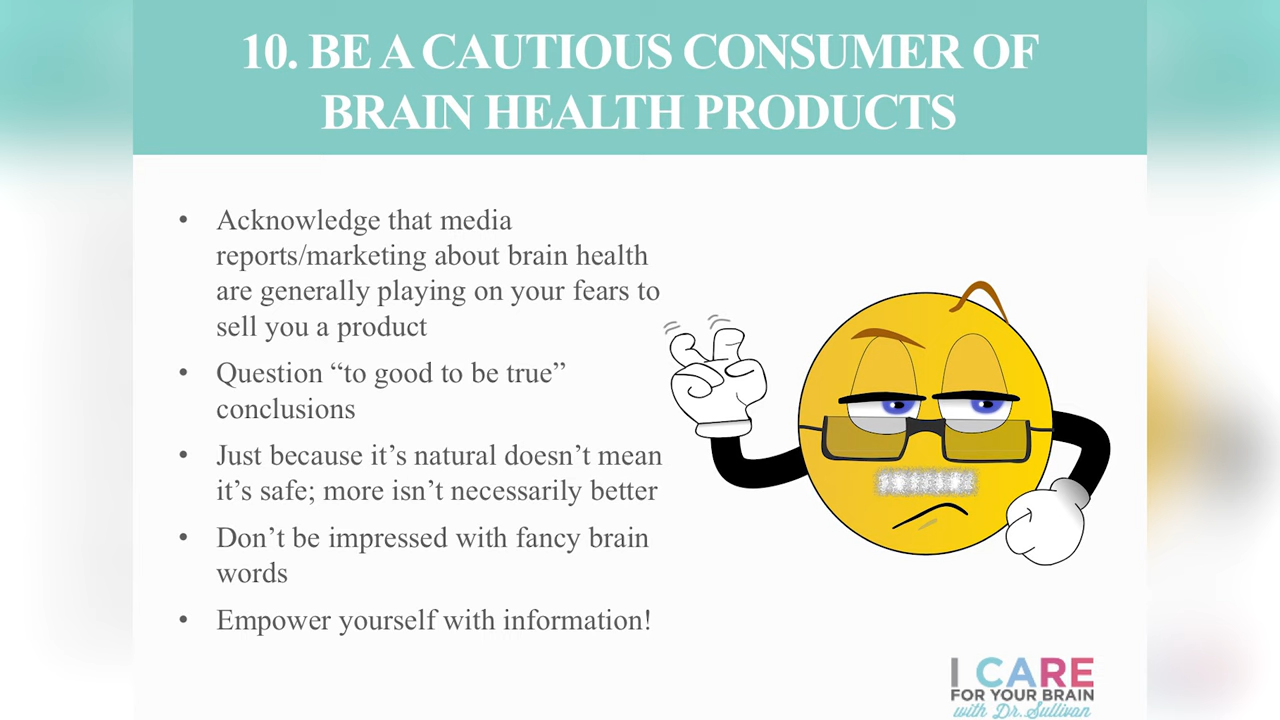 10. BE A CAUTIOUS CONSUMER OF
BRAIN HEALTH PRODUCTS
• Acknowledge that media
reports/marketing about brain health
are generally playing on your fears to
sell you a product
• Question “to good to be true”
conclusions
• Just because it’s natural doesn’t mean
it’s safe; more isn’t necessarily better
• Don’t be impressed with fancy brain
words
• Empower yourself with information!
I CARE
FOR YOUR BRAIN
with Dr. Sullivan